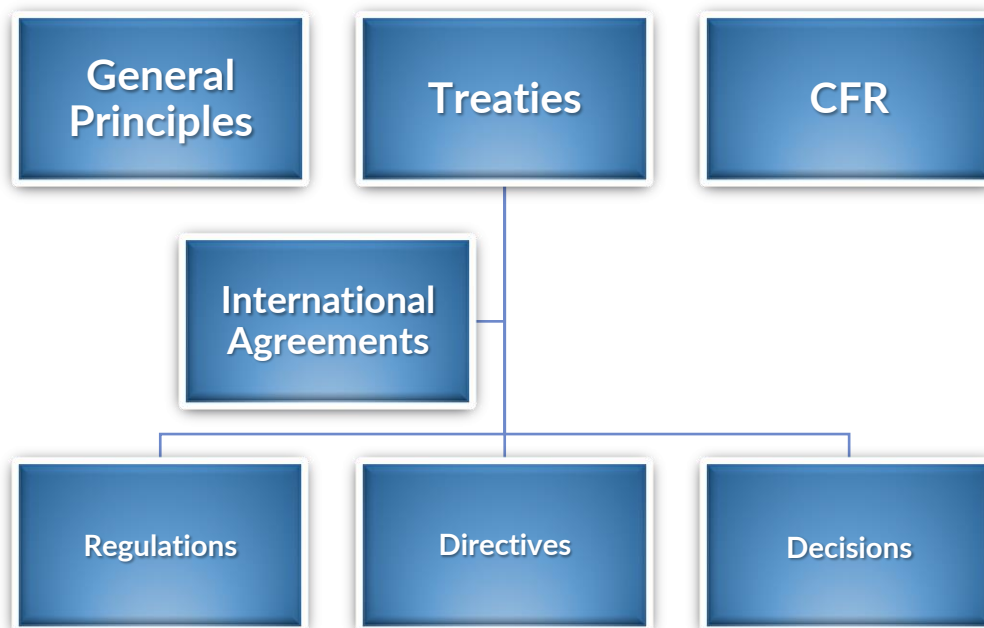 General
Principles
Treaties
CFR
International
Agreements
Regulations
Directives
Decisions